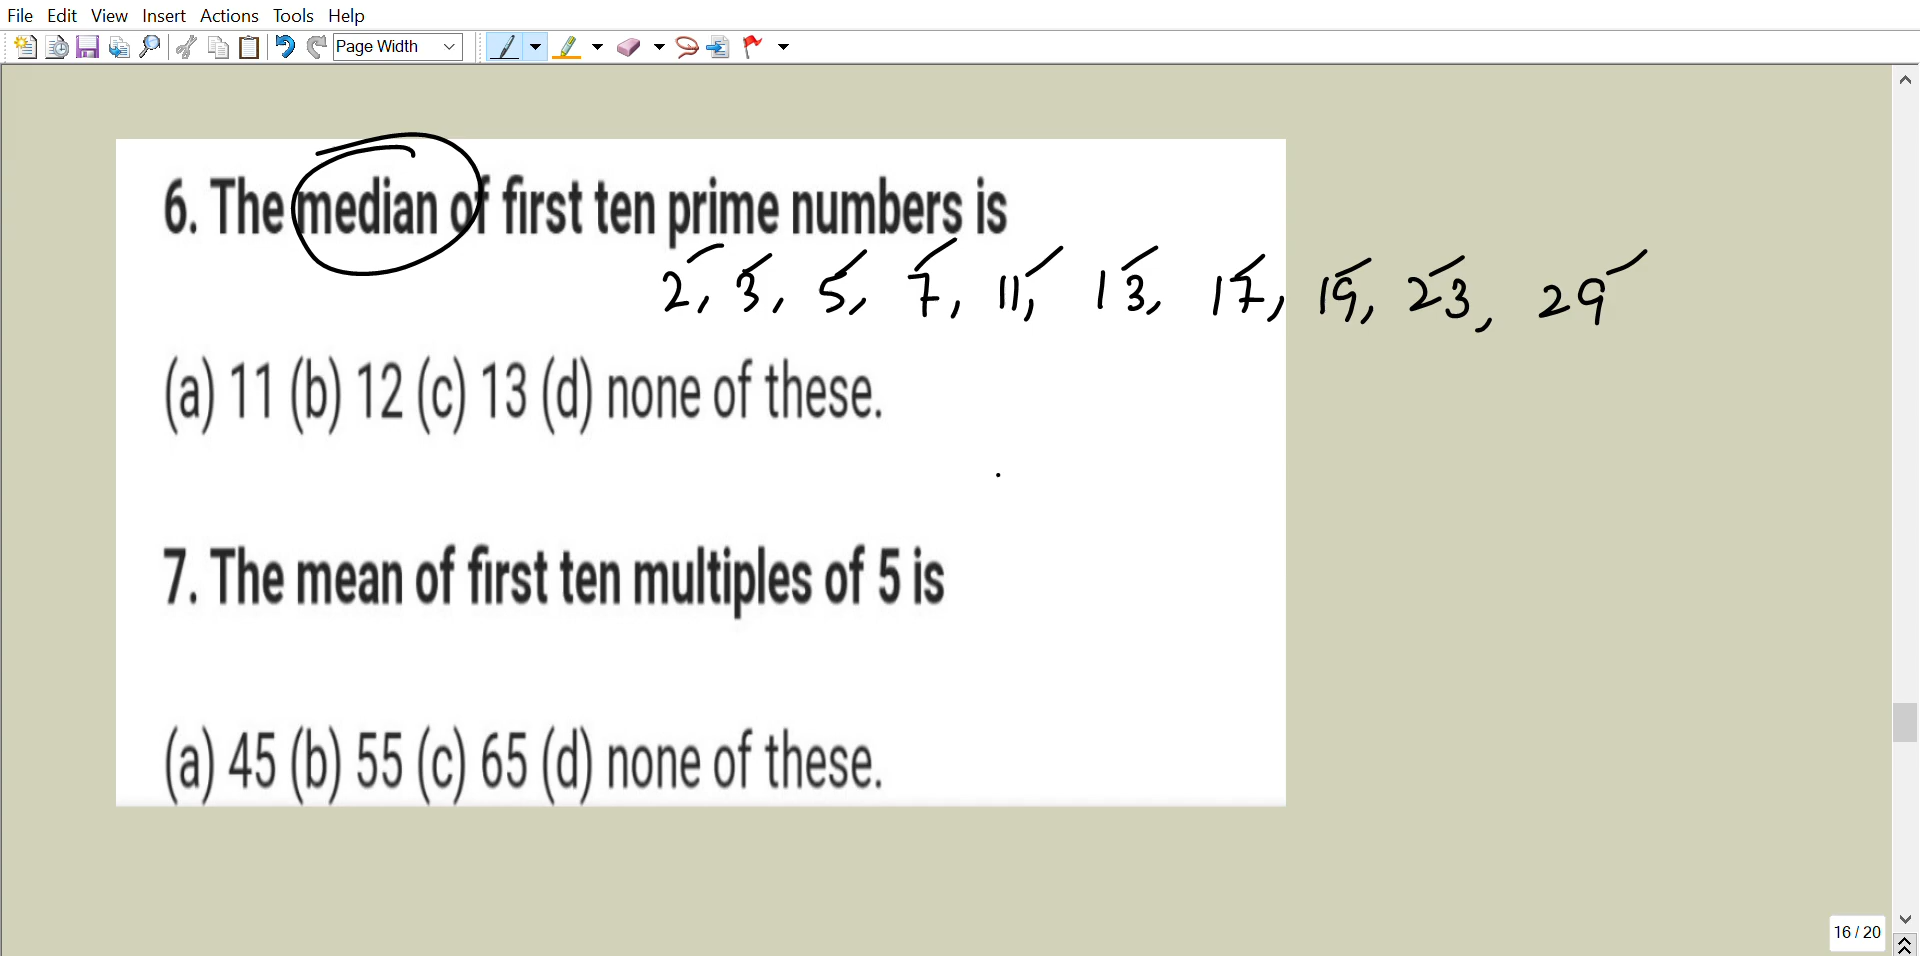 File Edit View Insert Actions Tools Help
Page Width
6. The median of first ten prime numbers is
2, 3, 5, 7, 11, 13, 17, 19, 23, 29
(a) 11 (b) 12 (c) 13 (d) none of these.
7. The mean of first ten multiples of 5 is
(a) 45 (b) 55 (c) 65 (d) none of these.
16 / 20